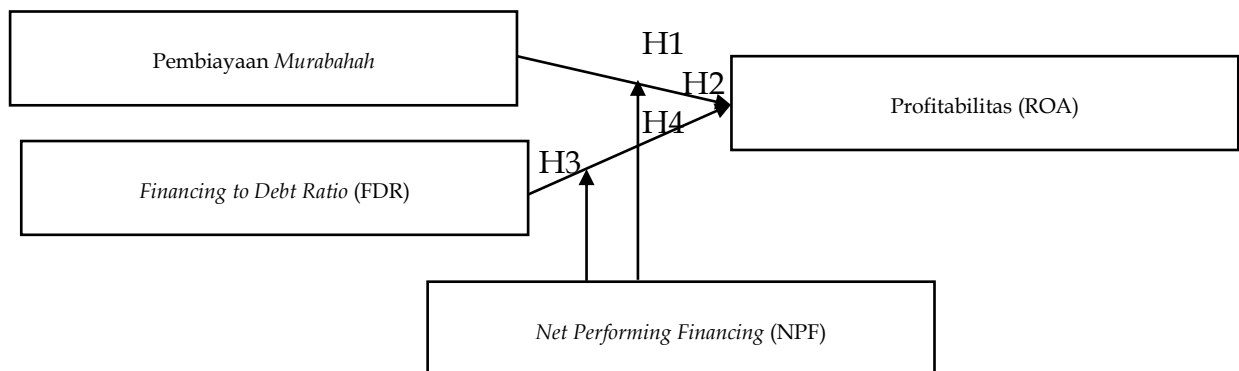 Pembiayaan Murabahah
H1
H2
Profitabilitas (ROA)
H4
H3
Financing to Debt Ratio (FDR)
Net Performing Financing (NPF)